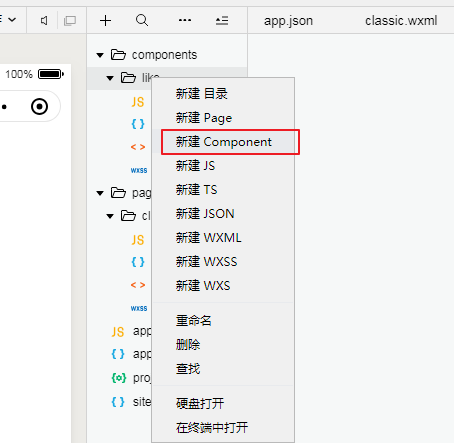 app.json
classic.wxml
100%
components
like
JS
{ }
< >
wxss
pag
cl
JS
{ }
< >
wxss
JS app
{ } app
{o} proj
{ } site
新建 目录
新建 Page
新建 Component
新建 JS
新建 TS
新建 JSON
新建 WXML
新建 WXSS
新建 WXS
重命名
删除
查找
硬盘打开
在终端中打开